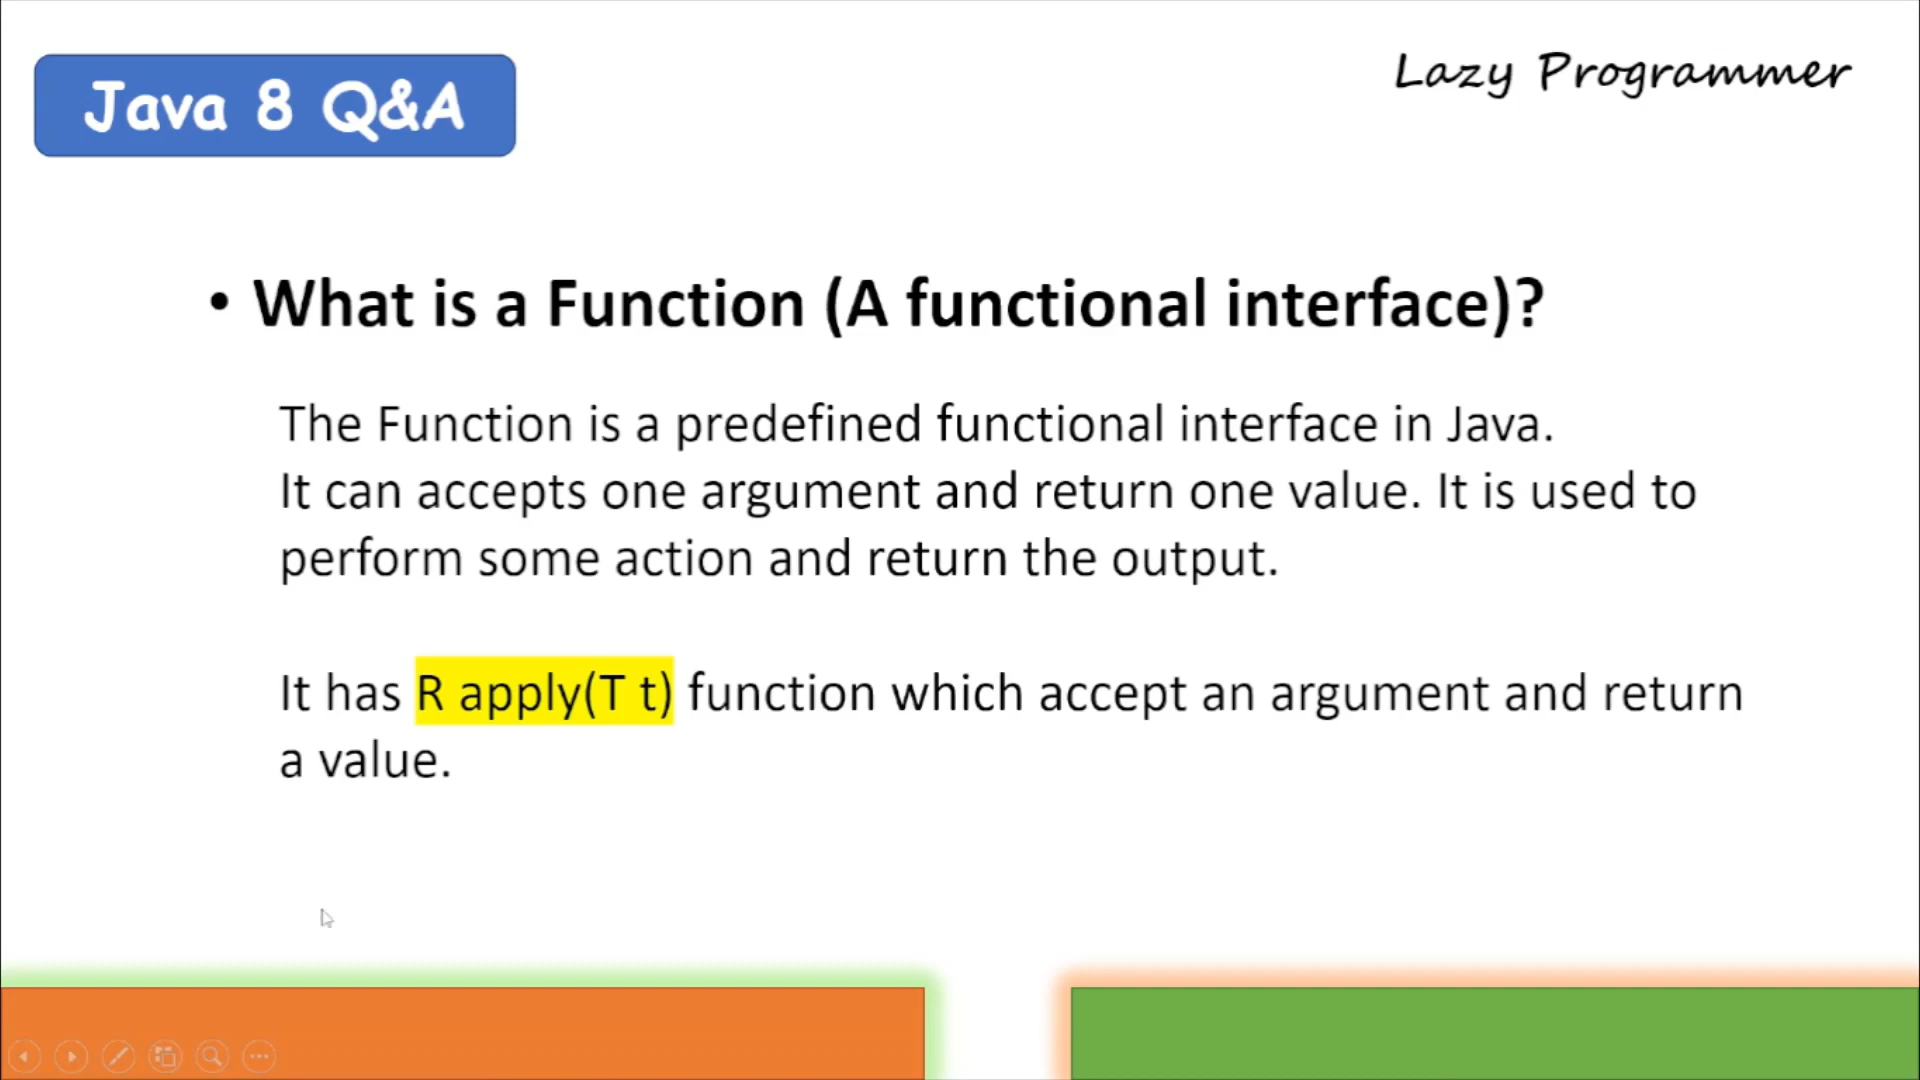 Java 8 Q&A
Lazy Programmer
• What is a Function (A functional interface)?
The Function is a predefined functional interface in Java.
It can accepts one argument and return one value. It is used to
perform some action and return the output.
It has R apply(T t) function which accept an argument and return
a value.